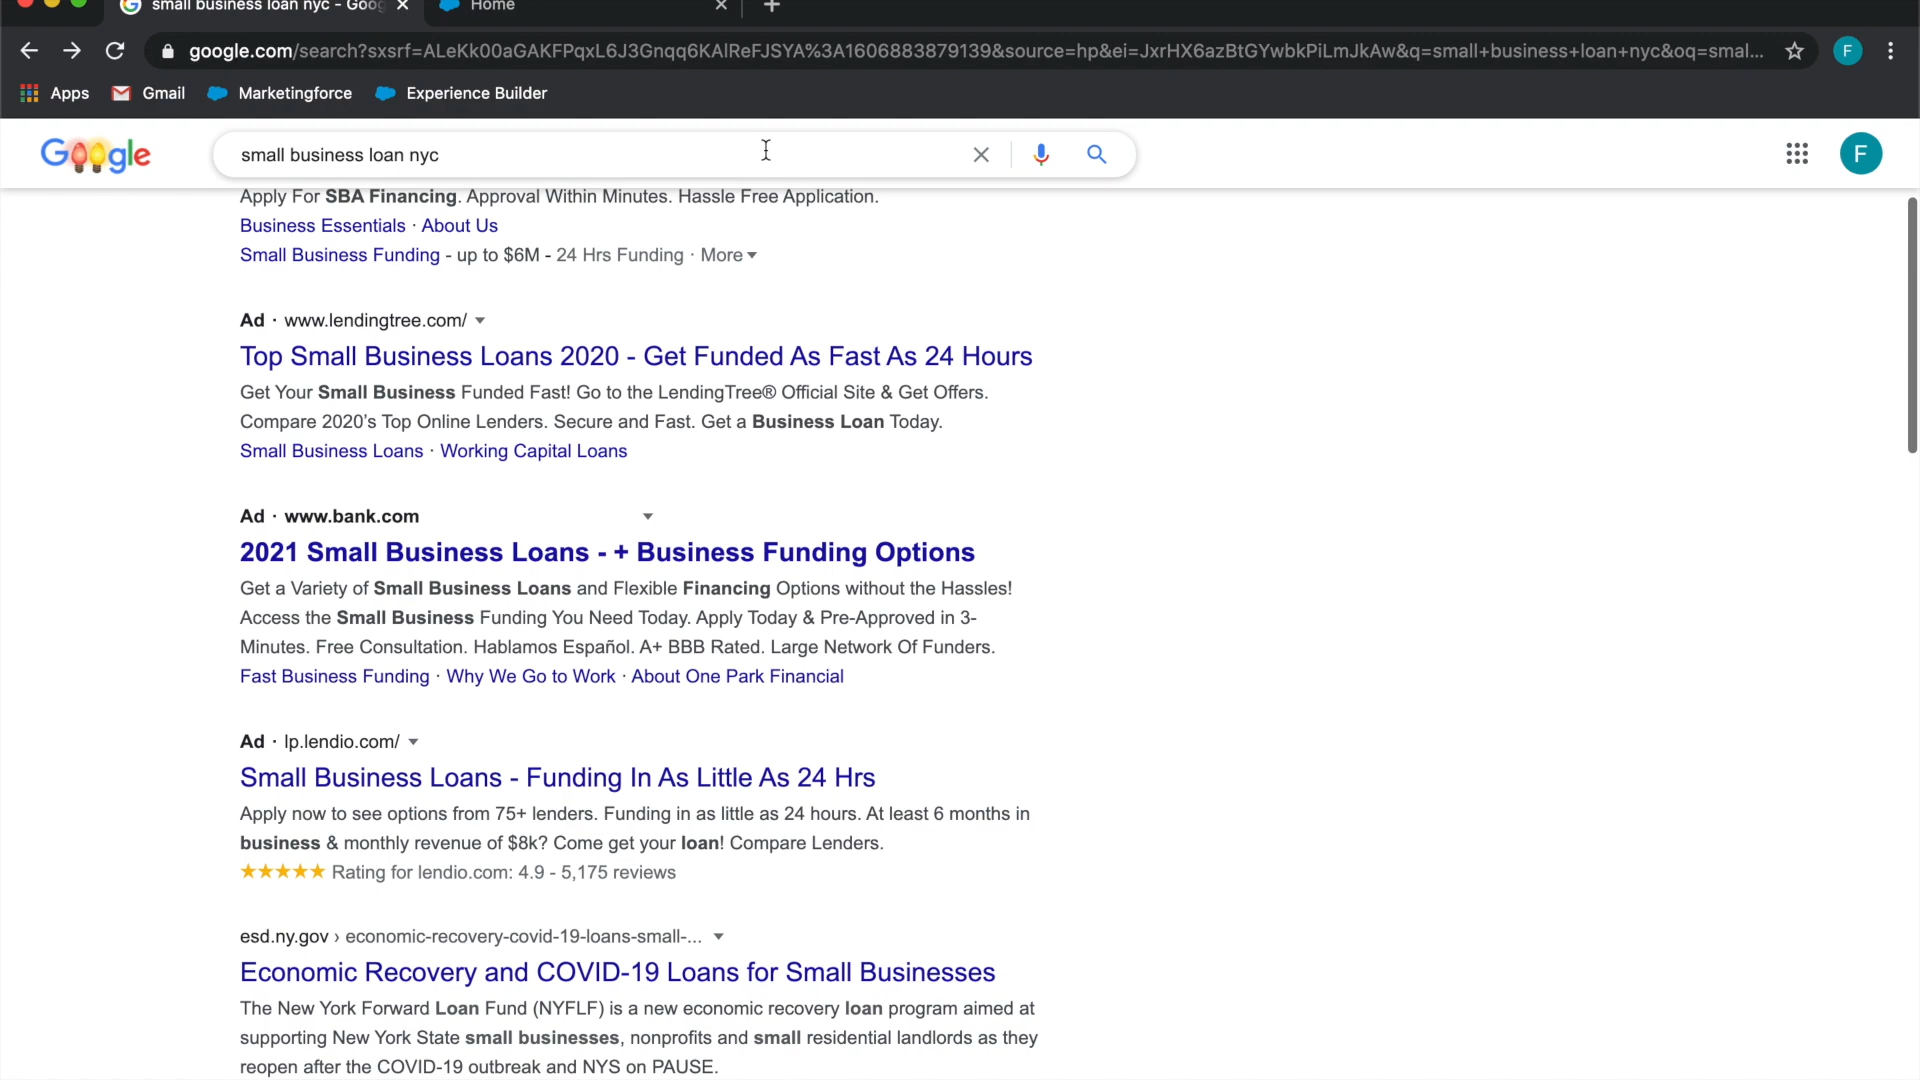 small business loan nyc - Goog
Home
google.com/search?sxsrf=ALeKk00aGAKFPqxL6J3Gnqq6KAlReFJSYA%3A1606883879139&source=hp&ei=JxrHX6azBtGYwbkPiLmJkAw&q=small+business+loan+nyc&oq=smal...
F
Apps
Gmail
Marketingforce
Experience Builder
Google
small business loan nyc
F
Apply For SBA Financing. Approval Within Minutes. Hassle Free Application.
Business Essentials · About Us
Small Business Funding - up to $6M - 24 Hrs Funding · More
Ad · www.lendingtree.com/
Top Small Business Loans 2020 - Get Funded As Fast As 24 Hours
Get Your Small Business Funded Fast! Go to the LendingTree® Official Site & Get Offers.
Compare 2020's Top Online Lenders. Secure and Fast. Get a Business Loan Today.
Small Business Loans · Working Capital Loans
Ad · www.bank.com
2021 Small Business Loans - + Business Funding Options
Get a Variety of Small Business Loans and Flexible Financing Options without the Hassles!
Access the Small Business Funding You Need Today. Apply Today & Pre-Approved in 3-
Minutes. Free Consultation. Hablamos Español. A+ BBB Rated. Large Network Of Funders.
Fast Business Funding · Why We Go to Work · About One Park Financial
Ad · lp.lendio.com/
Small Business Loans - Funding In As Little As 24 Hrs
Apply now to see options from 75+ lenders. Funding in as little as 24 hours. At least 6 months in
business & monthly revenue of $8k? Come get your loan! Compare Lenders.
★★★★★ Rating for lendio.com: 4.9 - 5,175 reviews
esd.ny.gov › economic-recovery-covid-19-loans-small-...
Economic Recovery and COVID-19 Loans for Small Businesses
The New York Forward Loan Fund (NYFLF) is a new economic recovery loan program aimed at
supporting New York State small businesses, nonprofits and small residential landlords as they
reopen after the COVID-19 outbreak and NYS on PAUSE.